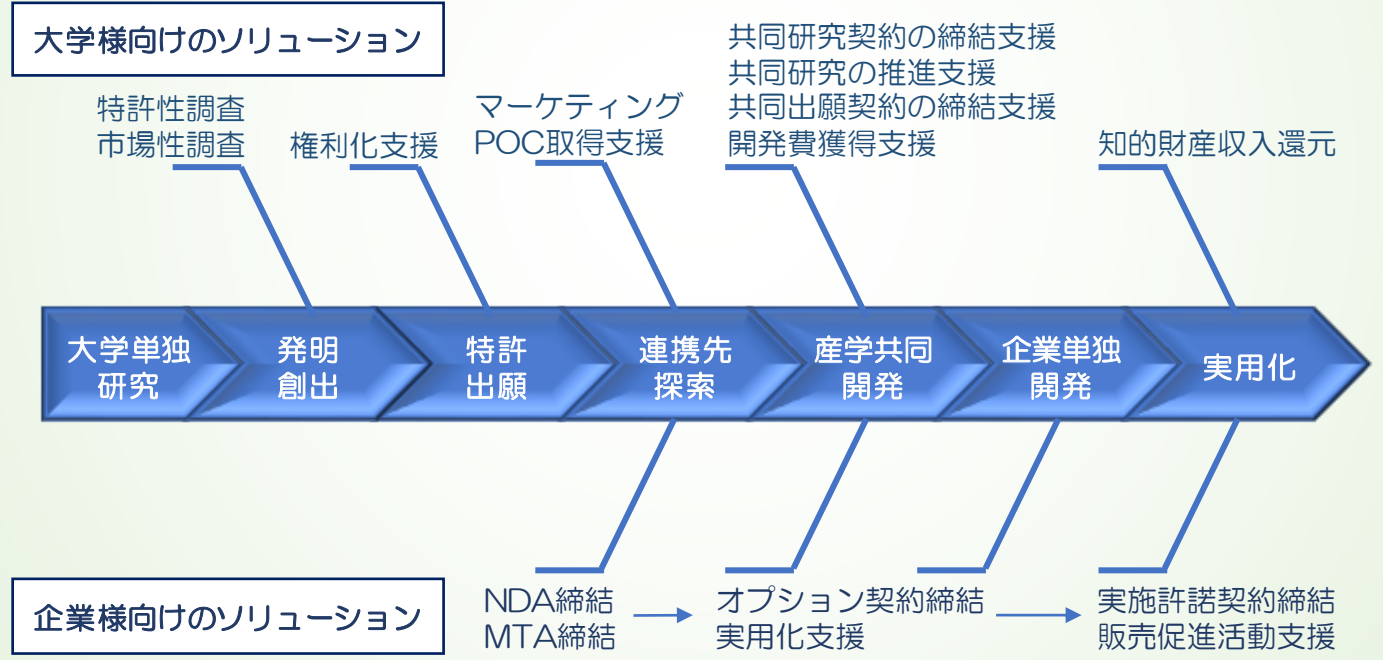 大学様向けのソリューション
特許性調査
市場性調査
権利化支援
マーケティング
POC取得支援
共同研究契約の締結支援
共同研究の推進支援
共同出願契約の締結支援
開発費獲得支援
知的財産収入還元
大学単独
研究
発明
創出
特許
出願
連携先
探索
産学共同
開発
企業単独
開発
実用化
企業様向けのソリューション
NDA締結
MTA締結
オプション契約締結
実用化支援
実施許諾契約締結
販売促進活動支援